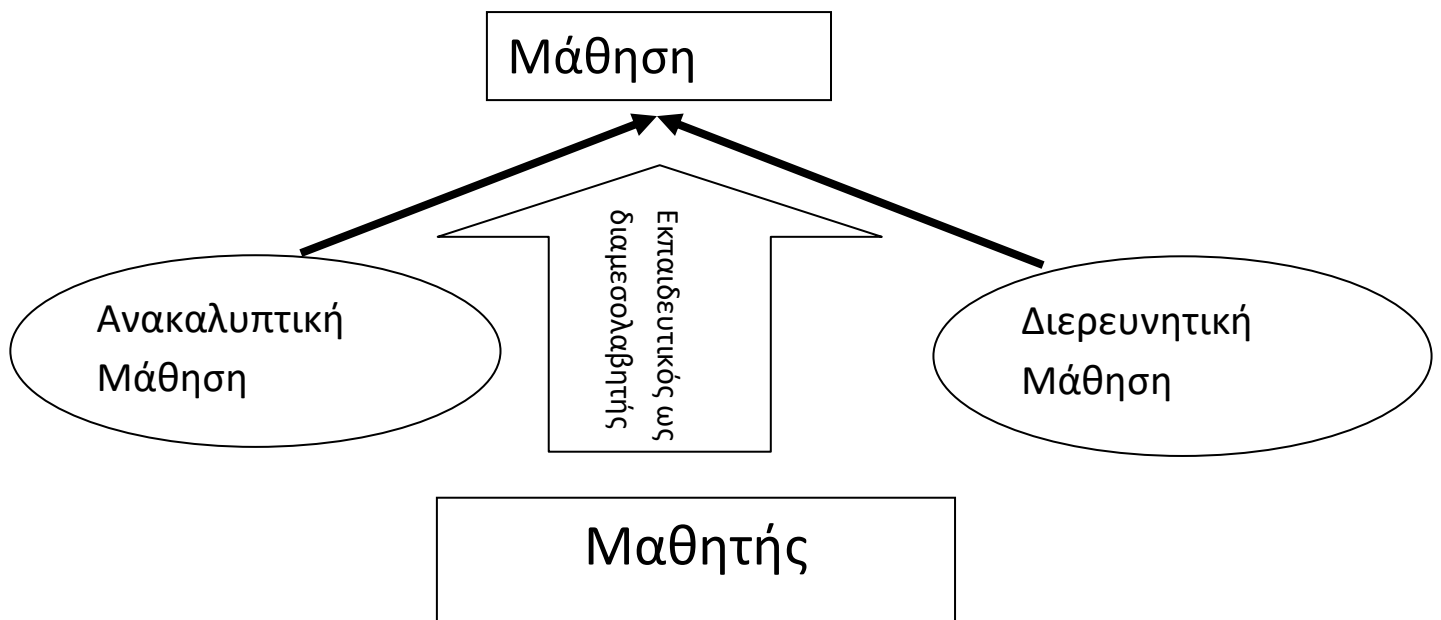 Μάθηση
Ανακαλυπτική
Μάθηση
Εκπαιδευτικός ως
διαμεσολαβητής
Διερευνητική
Μάθηση
Μαθητής